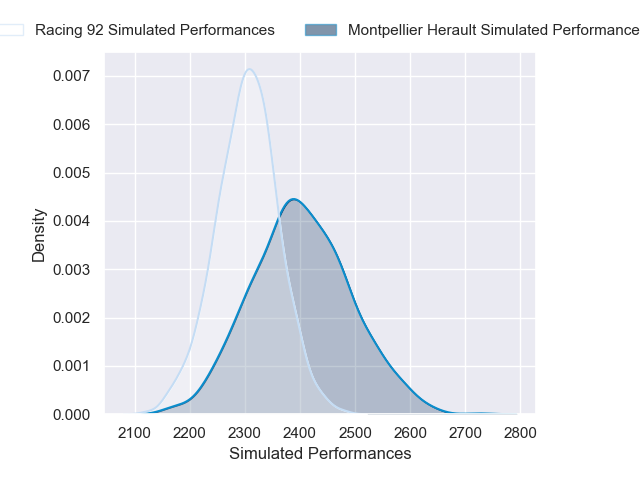 Racing 92 Simulated Performances Montpellier Herault Simulated Performance
0.007
0.006
0.005
0.004
0.003
0.002
0.001
0.000
Density
2100 2200 2300 2400 2500 2600 2700 2800
Simulated Performances